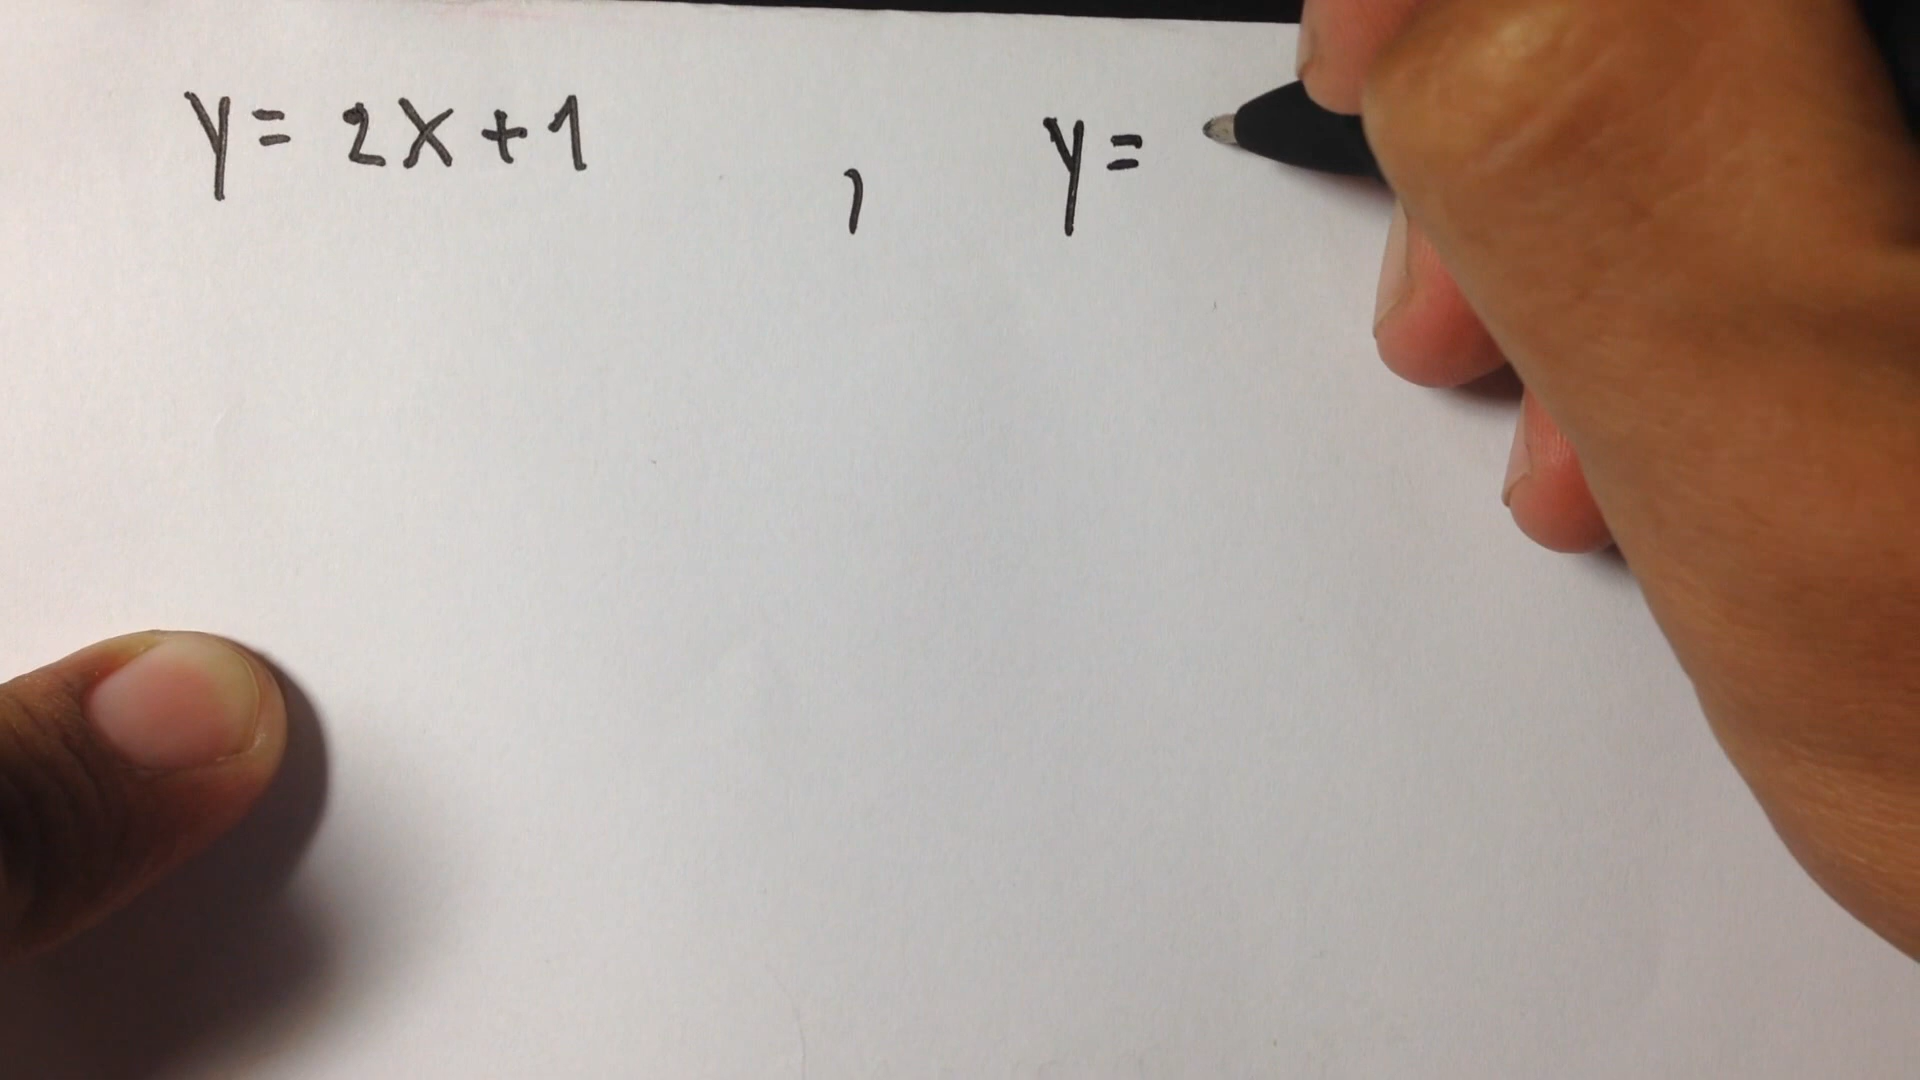 y = 2x + 1 , y =